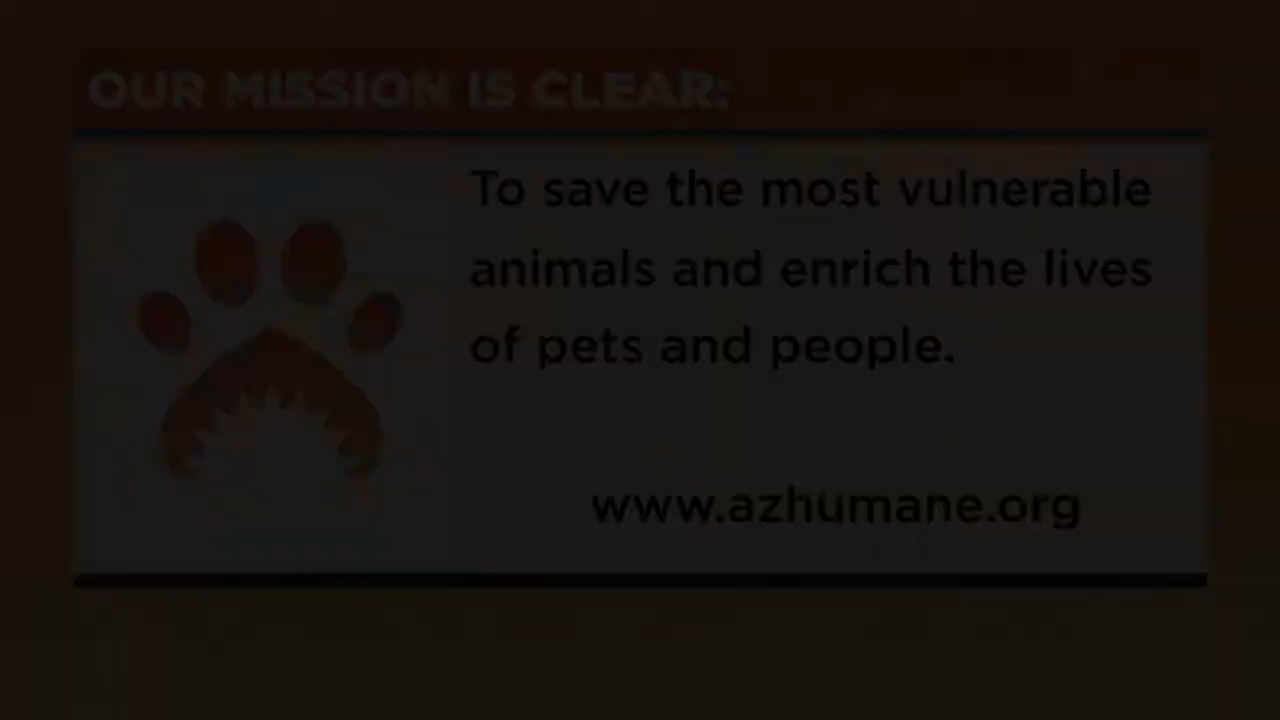 OUR MISSION IS CLEAR:
To save the most vulnerable
animals and enrich the lives
of pets and people.
www.azhumane.org